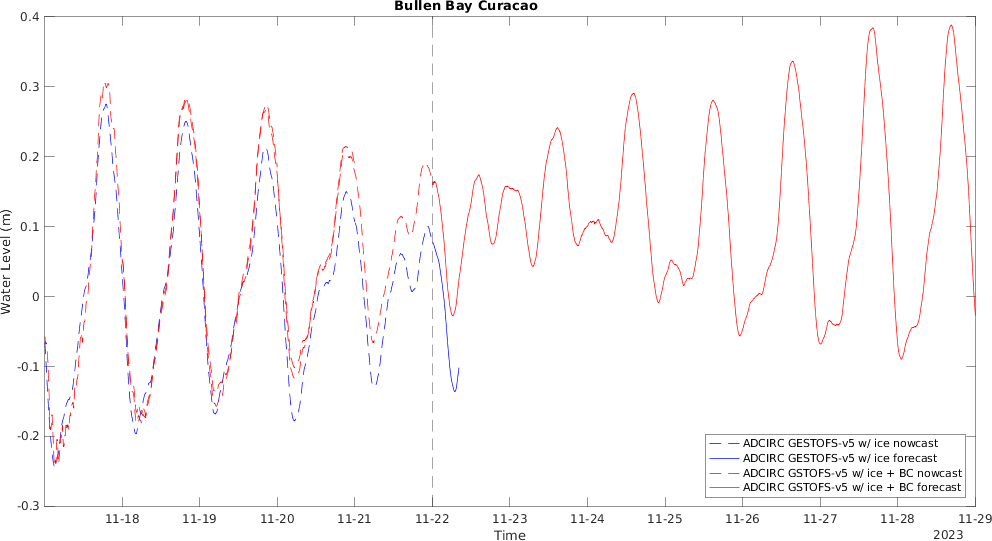 Bullen Bay Curacao
0.4
0.3
0.2
0.1
0
-0.1
-0.2
-0.3
Water Level (m)
ADCIRC GESTOFS-v5 w/ ice nowcast
ADCIRC GESTOFS-v5 w/ ice forecast
ADCIRC GSTOFS-v5 w/ ice + BC nowcast
ADCIRC GSTOFS-v5 w/ ice + BC forecast
11-18 11-19 11-20 11-21 11-22 11-23 11-24 11-25 11-26 11-27 11-28 11-29
Time
2023